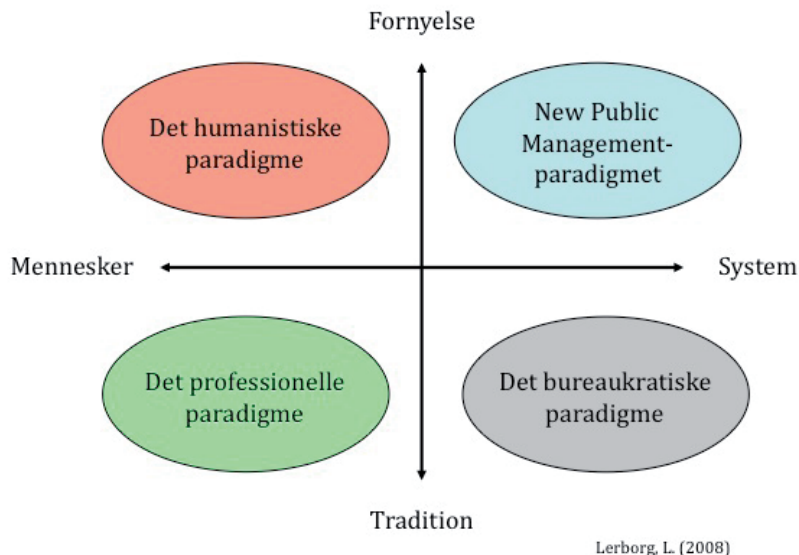 Fornyelse
Det humanistiske
paradigme
New Public
Management-
paradigmet
Mennesker
System
Det professionelle
paradigme
Det bureaukratiske
paradigme
Tradition
Lerborg, L. (2008)